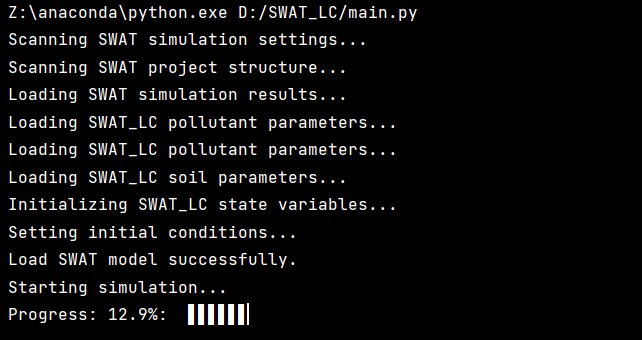 Z:\anaconda\python.exe D:/SWAT_LC/main.py
Scanning SWAT simulation settings...
Scanning SWAT project structure...
Loading SWAT simulation results...
Loading SWAT_LC pollutant parameters...
Loading SWAT_LC pollutant parameters...
Loading SWAT_LC soil parameters...
Initializing SWAT_LC state variables...
Setting initial conditions...
Load SWAT model successfully.
Starting simulation...
Progress: 12.9%: